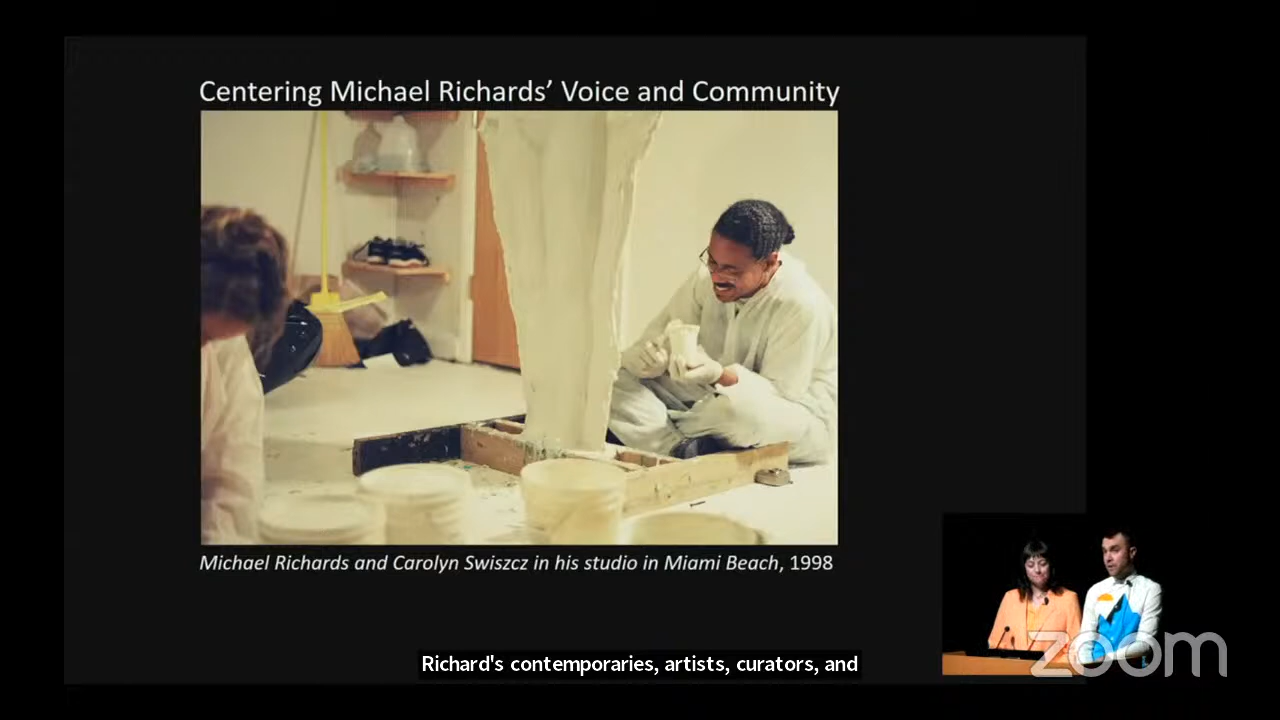 Centering Michael Richards’ Voice and Community
Michael Richards and Carolyn Swiszcz in his studio in Miami Beach, 1998
zoom
Richard's contemporaries, artists, curators, and